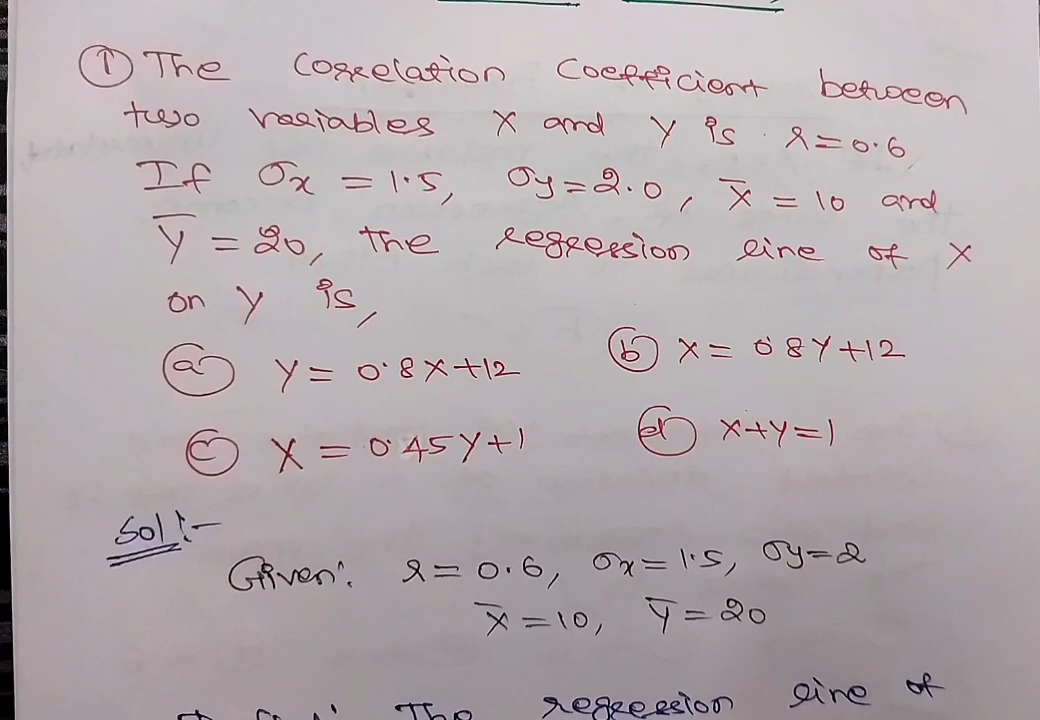 ① The correlation coefficient between
two variables X and Y is r=0.6
If σx = 1.5, σy=2.0, X̅ = 10 and
Y̅ = 20, the regression line of X
on Y is,
ⓐ Y= 0.8X+12 ⓑ X= 0.8Y+12
ⓒ X = 0.45Y+1 ⓓ X+Y=1
Sol:-
Given: r=0.6, σx=1.5, σy=2
X̅=10, Y̅=20
The regression line of